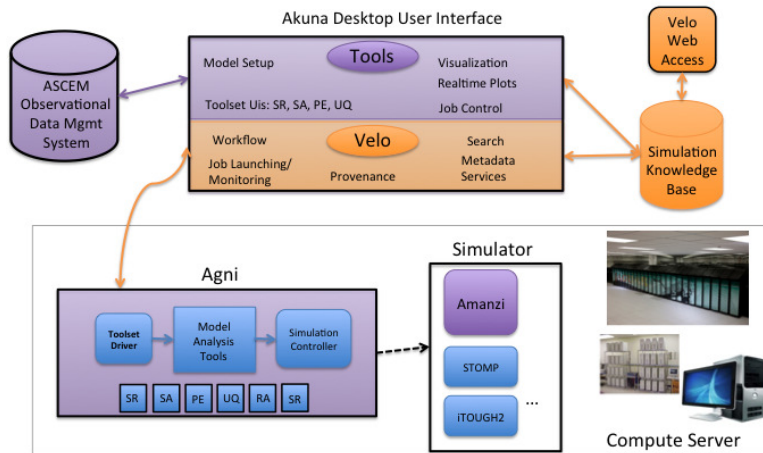 Akuna Desktop User Interface
ASCEM
Observational
Data Mgmt
System
Model Setup
Tools
Visualization
Realtime Plots
Toolset Uis: SR, SA, PE, UQ
Job Control
Workflow
Velo
Search
Job Launching/
Monitoring
Provenance
Metadata
Services
Velo
Web
Access
Simulation
Knowledge
Base
Agni
Toolset
Driver
Model
Analysis
Tools
Simulation
Controller
SR
SA
PE
UQ
RA
SR
Simulator
Amanzi
STOMP
iTOUGH2
...
Compute Server